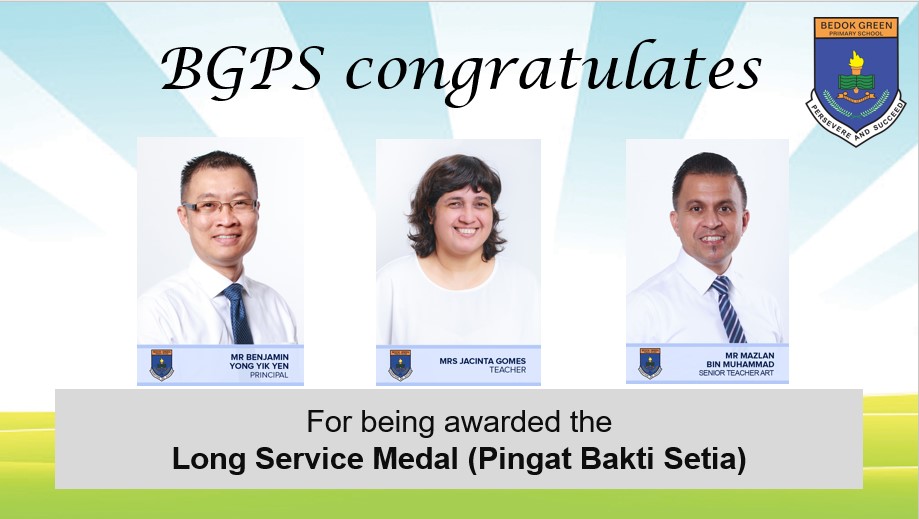 BGPS congratulates
BEDOK GREEN
PRIMARY SCHOOL
PERSEVERE AND SUCCEED
MR BENJAMIN
YONG YIK YEN
PRINCIPAL
MRS JACINTA GOMES
TEACHER
MR MAZLAN
BIN MUHAMMAD
SENIOR TEACHER ART
For being awarded the
Long Service Medal (Pingat Bakti Setia)